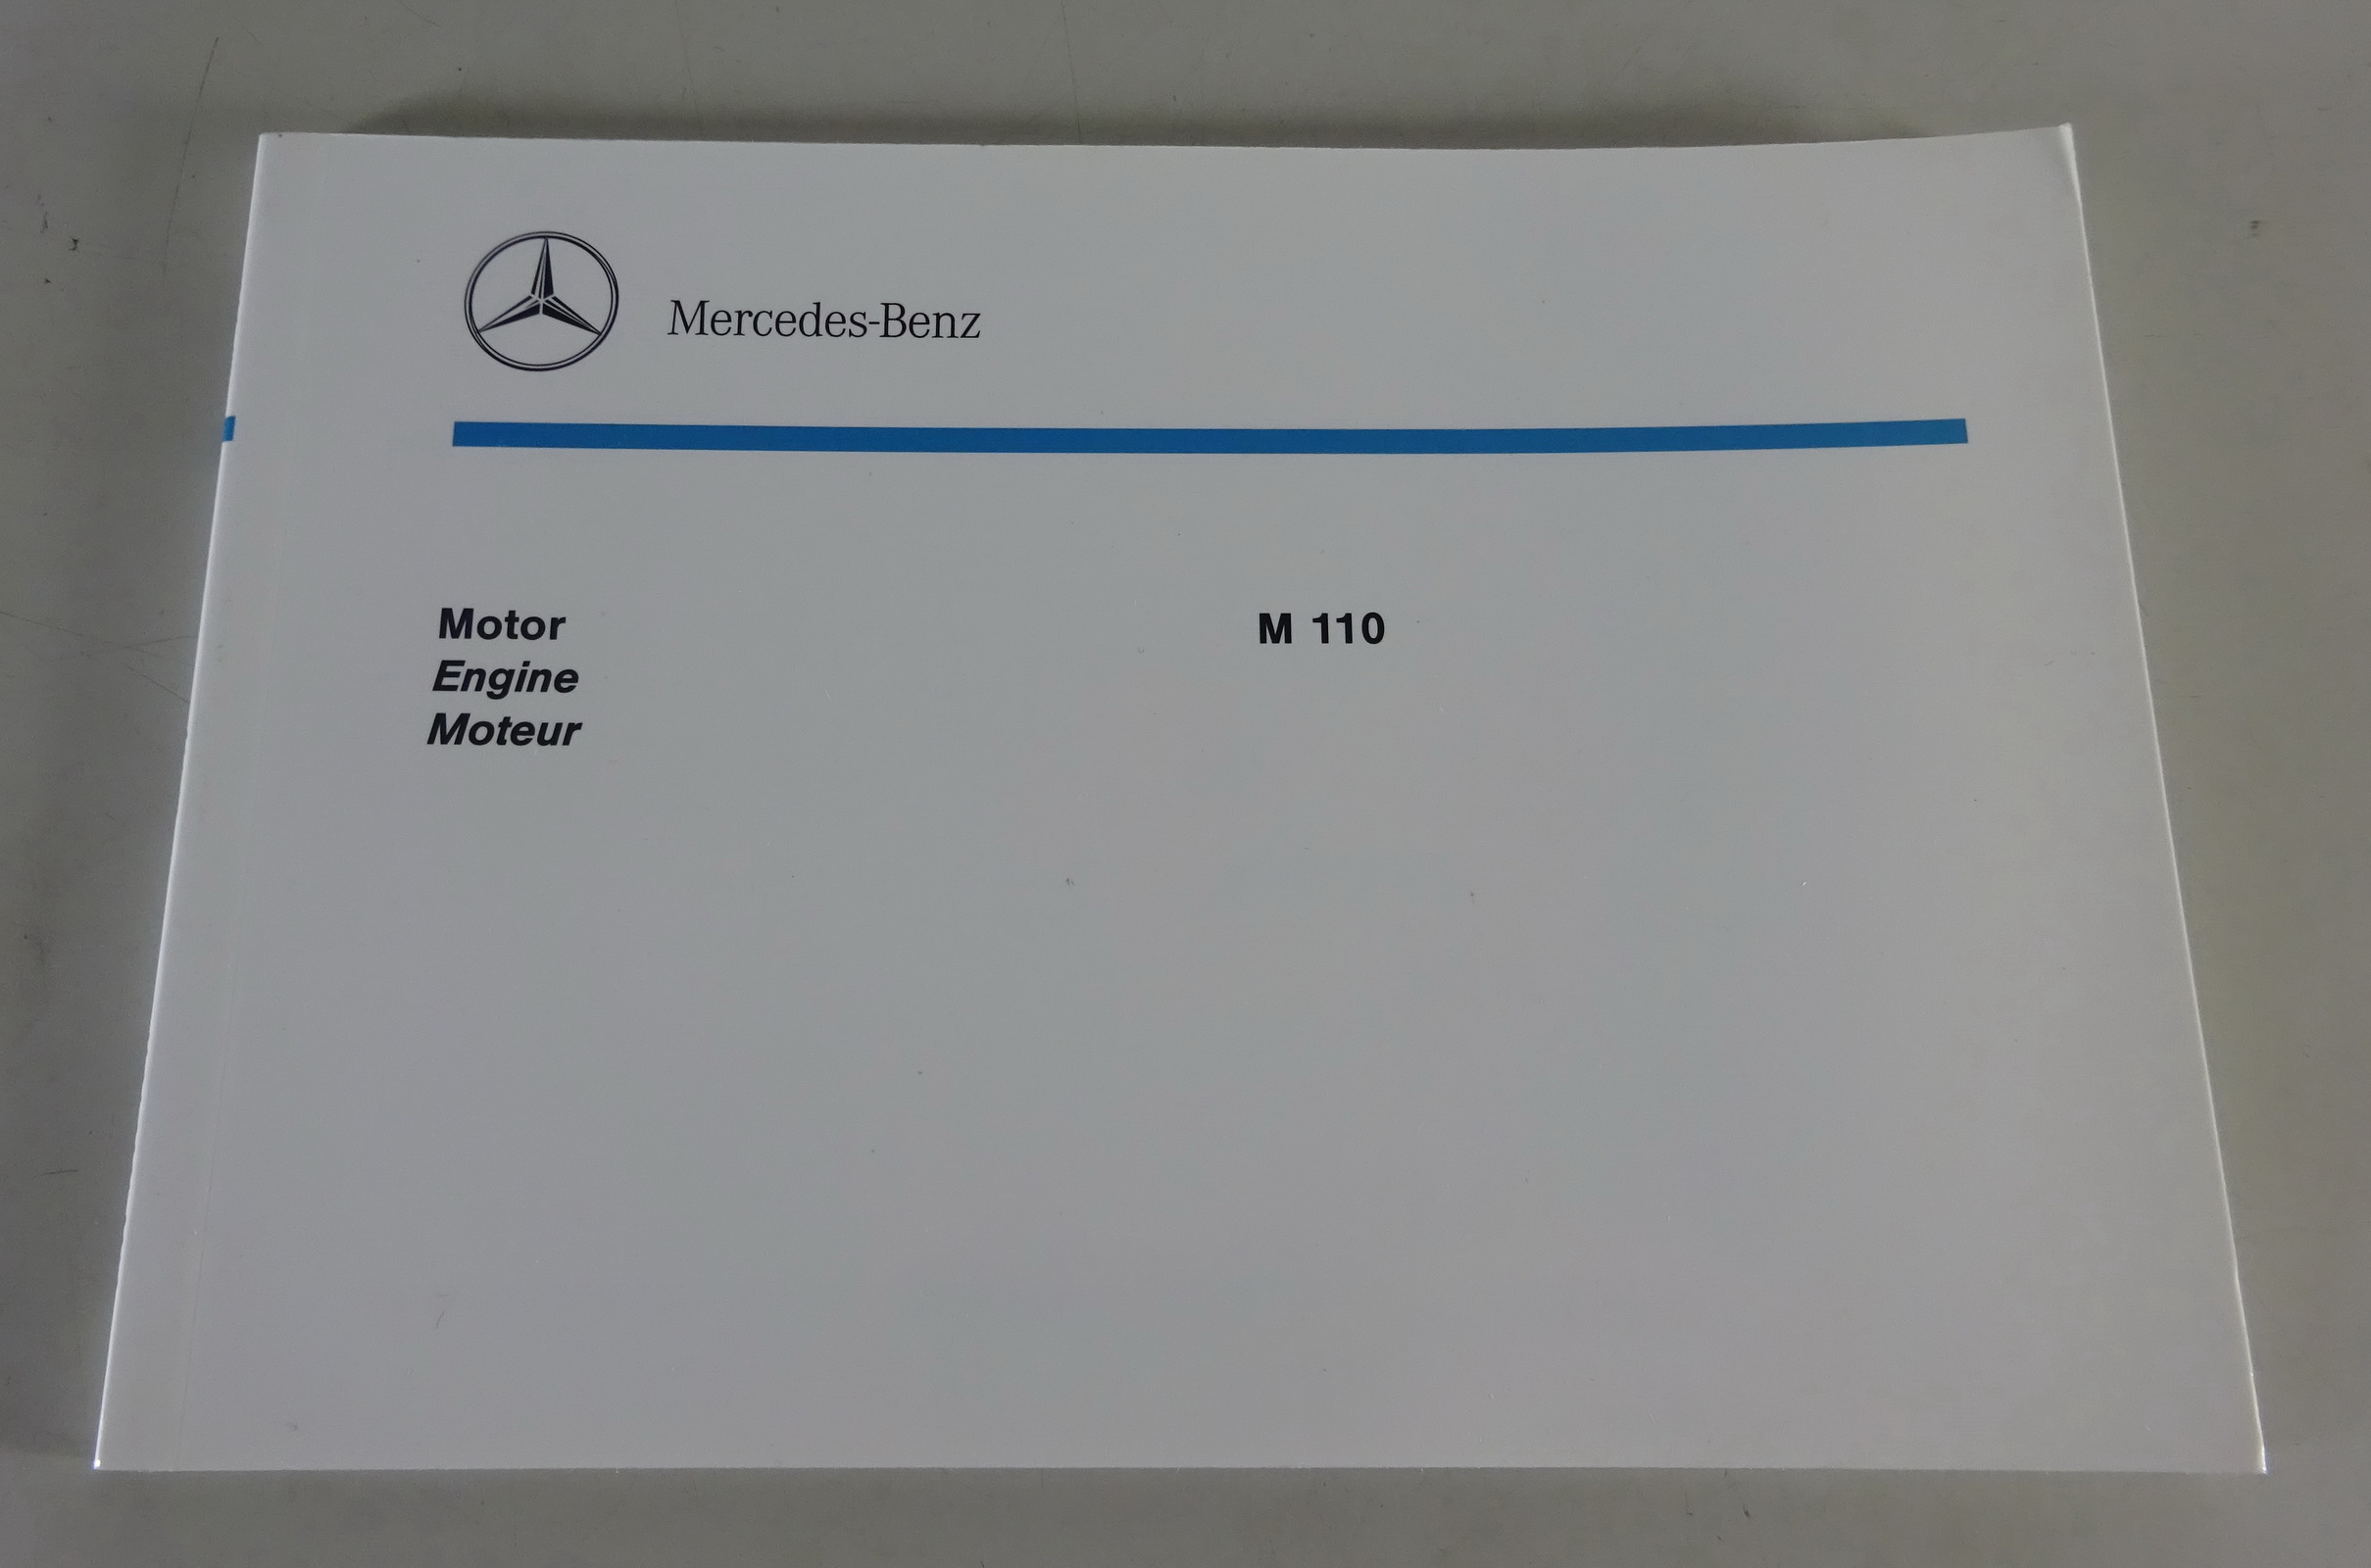 Mercedes-Benz
Motor M 110
Engine
Moteur